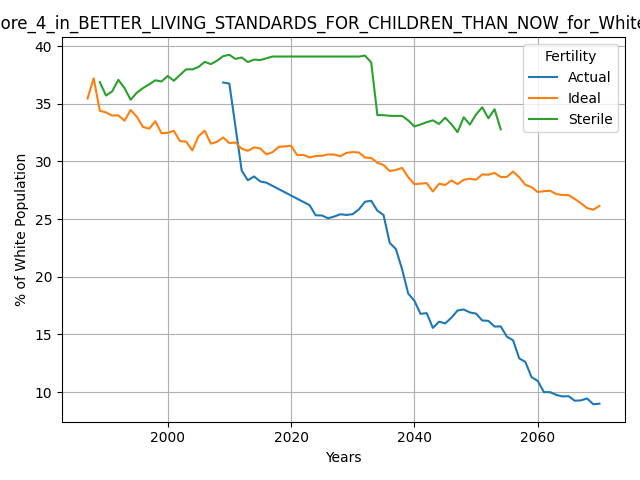 ore_4_in_BETTER_LIVING_STANDARDS_FOR_CHILDREN_THAN_NOW_for_White
Fertility
Actual
Ideal
Sterile
% of White Population
40
35
30
25
20
15
10
2000
2020
2040
2060
Years